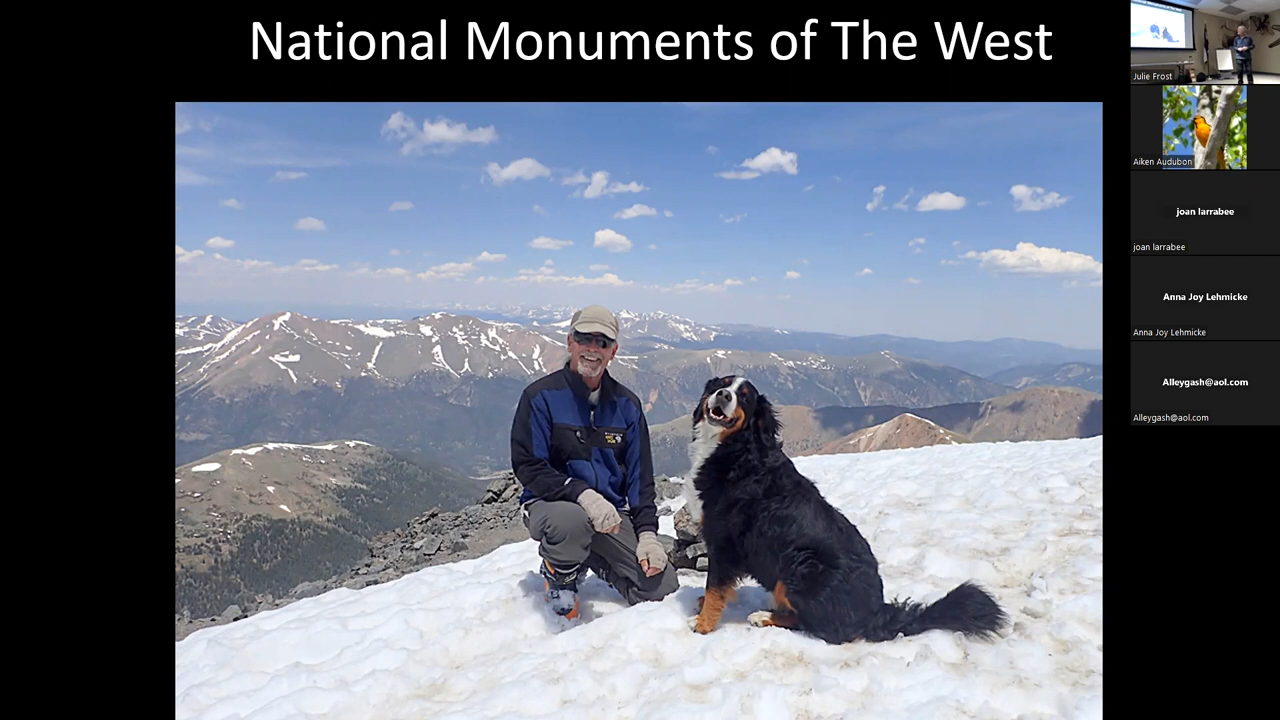 National Monuments of The West
Julie Frost
Aiken Audubon
joan larrabee
joan larrabee
Anna Joy Lehmicke
Anna Joy Lehmicke
Alleygash@aol.com
Alleygash@aol.com